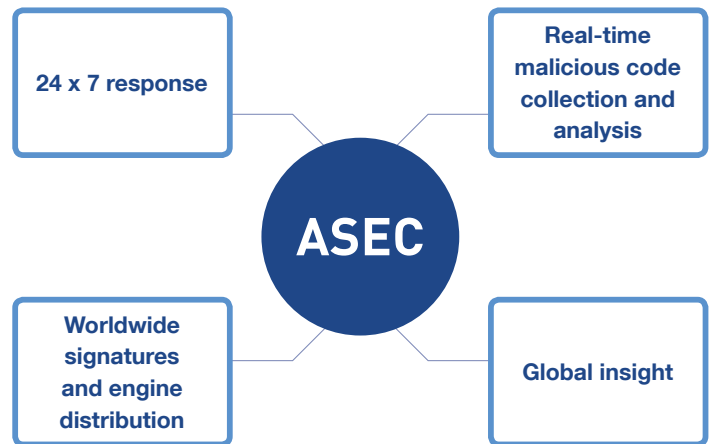 24 x 7 response
Real-time
malicious code
collection and
analysis
ASEC
Worldwide
signatures
and engine
distribution
Global insight